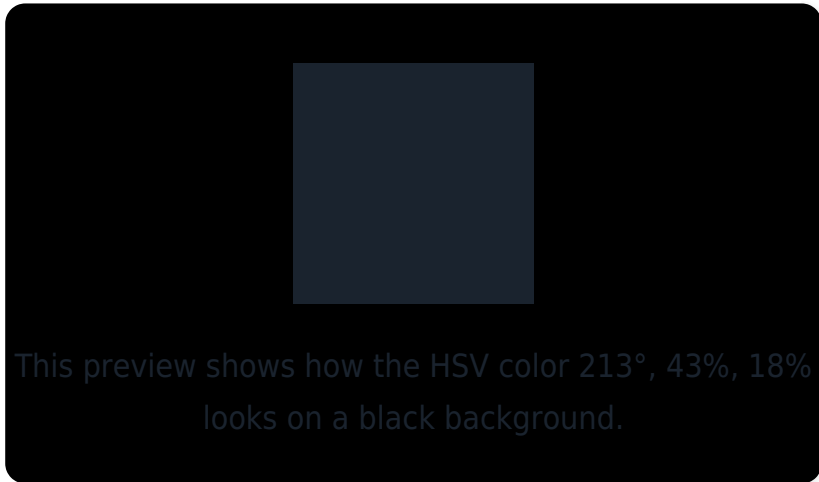 This preview shows how the HSV color 213°, 43%, 18%
looks on a black background.